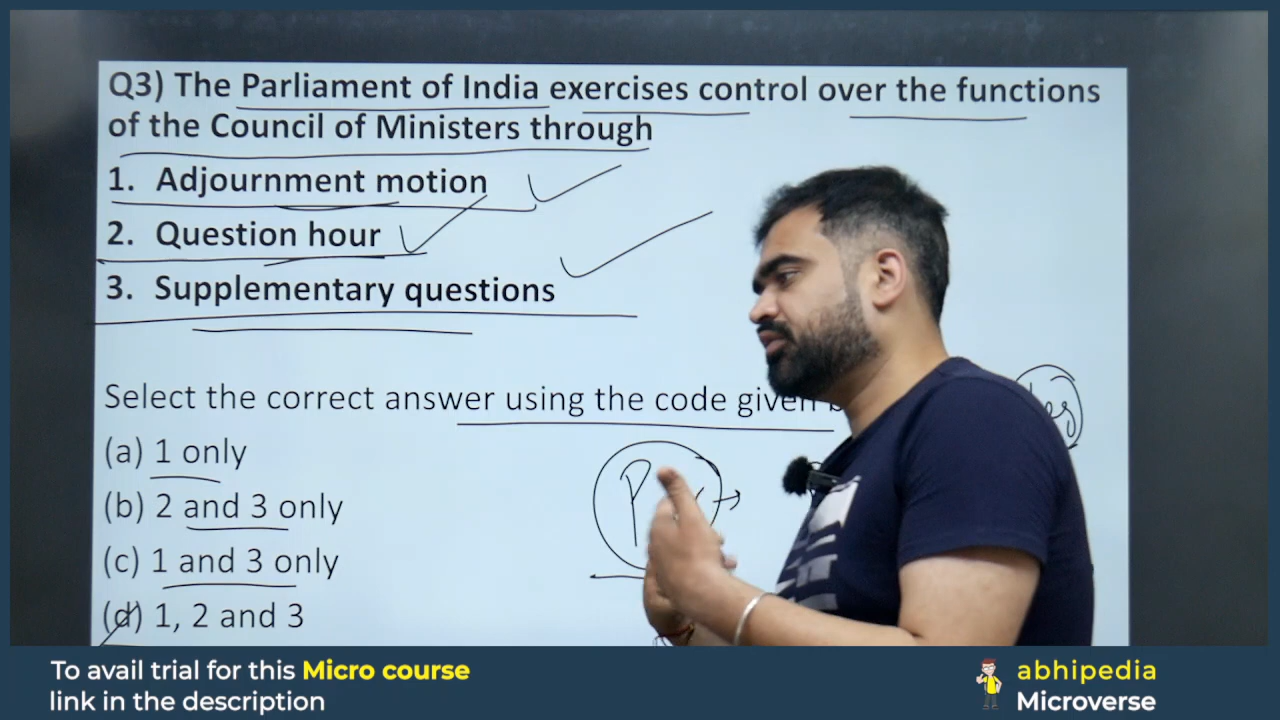 Q3) The Parliament of India exercises control over the functions
of the Council of Ministers through
1. Adjournment motion
2. Question hour
3. Supplementary questions
Select the correct answer using the code given
(a) 1 only
(b) 2 and 3 only
(c) 1 and 3 only
(d) 1, 2 and 3
To avail trial for this Micro course
link in the description
abhipedia
Microverse